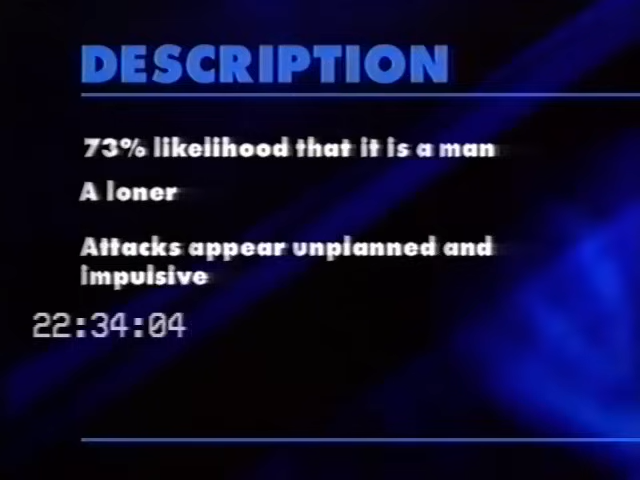 DESCRIPTION
73% likelihood that it is a man
A loner
Attacks appear unplanned and
impulsive
22:34:04